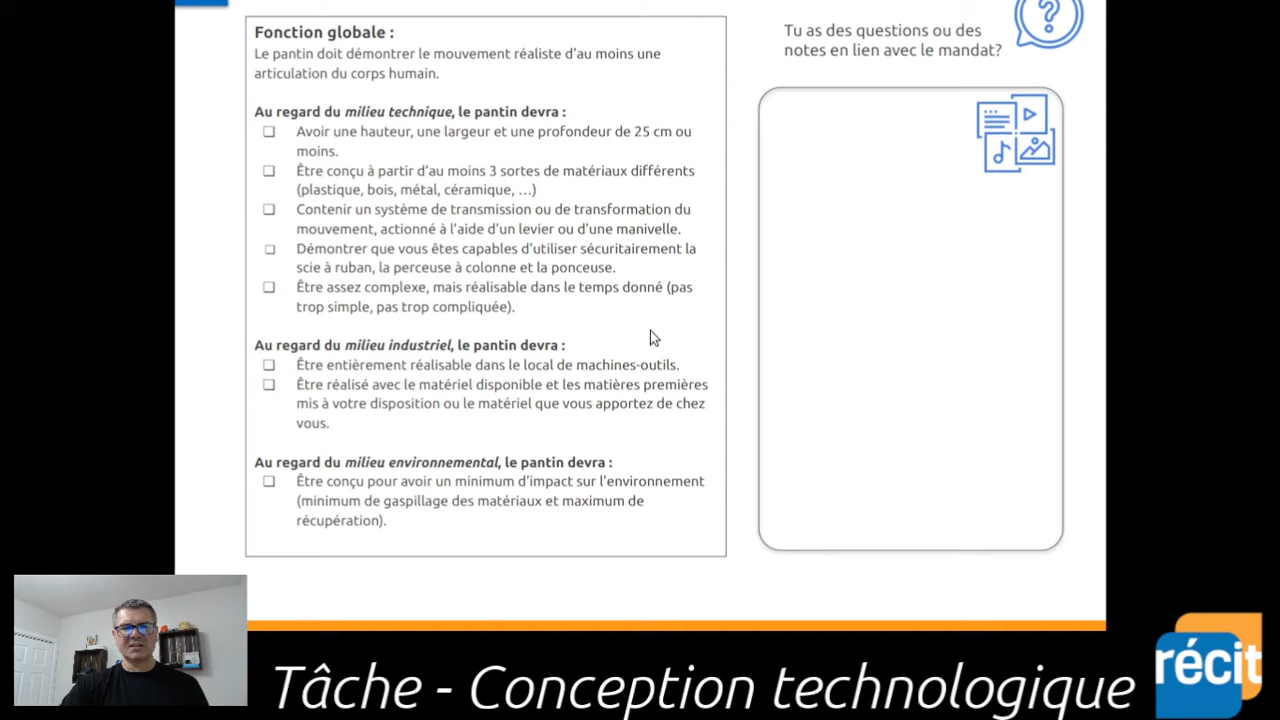 Fonction globale :
Le pantin doit démontrer le mouvement réaliste d'au moins une
articulation du corps humain.
Au regard du milieu technique, le pantin devra :
Avoir une hauteur, une largeur et une profondeur de 25 cm ou
moins.
Être conçu à partir d'au moins 3 sortes de matériaux différents
(plastique, bois, métal, céramique, …)
Contenir un système de transmission ou de transformation du
mouvement, actionné à l'aide d'un levier ou d'une manivelle.
Démontrer que vous êtes capables d'utiliser sécuritairement la
scie à ruban, la perceuse à colonne et la ponceuse.
Être assez complexe, mais réalisable dans le temps donné (pas
trop simple, pas trop compliquée).
Au regard du milieu industriel, le pantin devra :
Être entièrement réalisable dans le local de machines-outils.
Être réalisé avec le matériel disponible et les matières premières
mis à votre disposition ou le matériel que vous apportez de chez
vous.
Au regard du milieu environnemental, le pantin devra :
Être conçu pour avoir un minimum d'impact sur l'environnement
(minimum de gaspillage des matériaux et maximum de
récupération).
Tu as des questions ou des
notes en lien avec le mandat?
?
Tâche - Conception technologique
récit